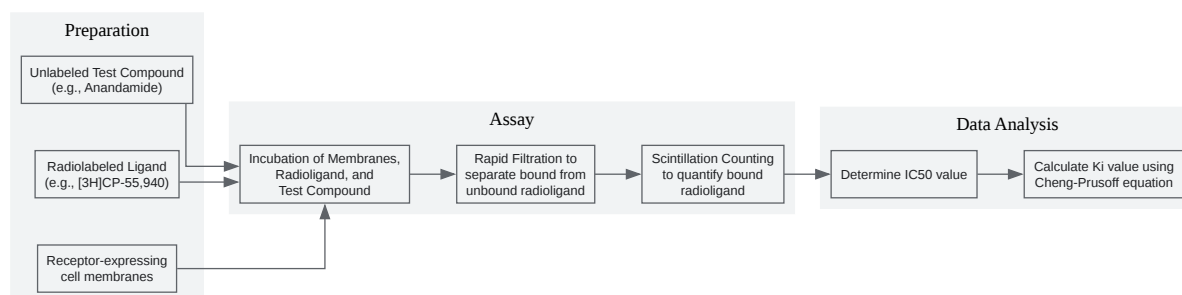 Preparation
Unlabeled Test Compound
(e.g., Anandamide)
Radiolabeled Ligand
(e.g., [3H]CP-55,940)
Receptor-expressing
cell membranes
Assay
Incubation of Membranes,
Radioligand, and
Test Compound
Rapid Filtration to
separate bound from
unbound radioligand
Scintillation Counting
to quantify bound
radioligand
Data Analysis
Determine IC50 value
Calculate Ki value using
Cheng-Prusoff equation